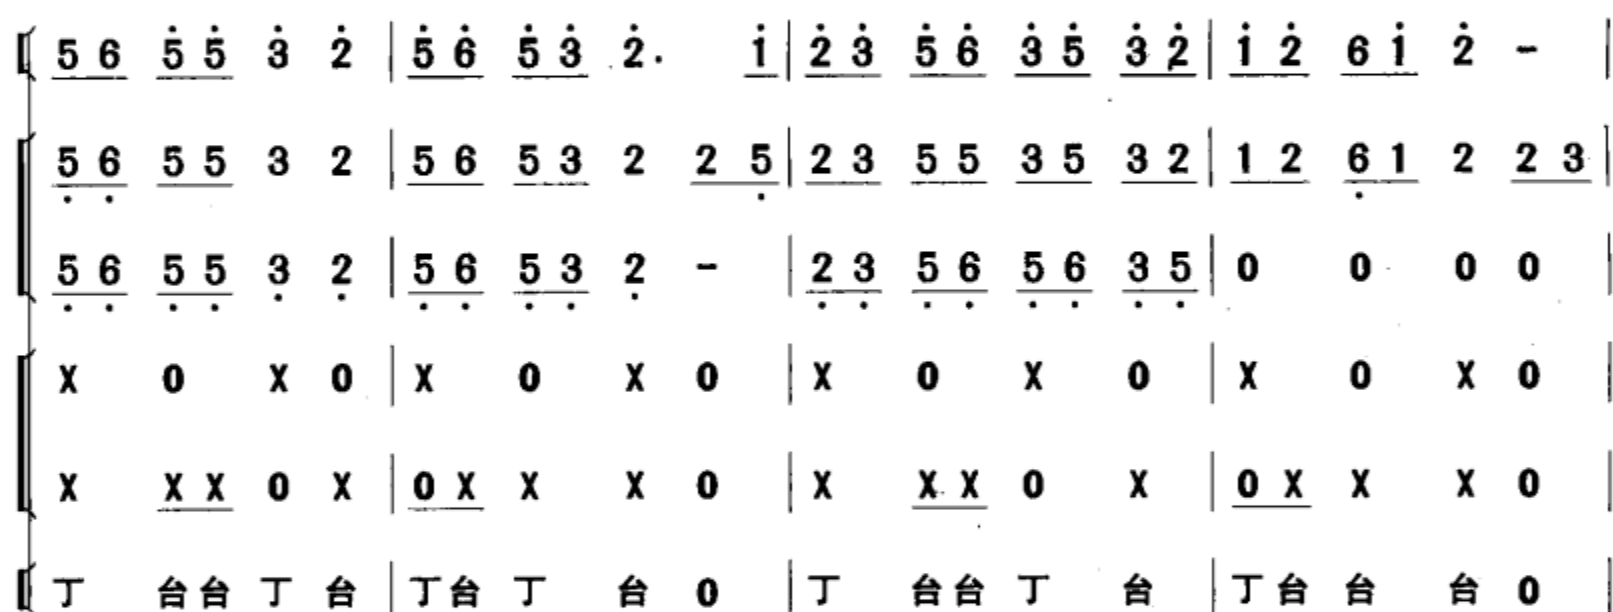 5 6 5̇ 5̇ 3̇ 2̇ | 5̇ 6̇ 5̇ 3̇ 2̇ . 1̇ | 2̇ 3̇ 5̇ 6̇ 3̇ 5̇ 3̇ 2̇ | 1̇ 2̇ 6 1̇ 2̇ - |
5̣ 6̣ 5 5 3 2 | 5 6 5 3 2 2 5̣ | 2 3 5 5 3 5 3 2 | 1 2 6̣ 1 2 2 3 |
5̣ 6̣ 5̣ 5̣ 3̣ 2̣ | 5̣ 6̣ 5̣ 3̣ 2̣ - | 2̣ 3̣ 5̣ 6̣ 5̣ 6̣ 3̣ 5̣ | 0 0 0 0 |
X 0 X 0 | X 0 X 0 | X 0 X 0 | X 0 X 0 |
X X X 0 X | 0 X X X 0 | X X X 0 X | 0 X X X 0 |
丁 台台 丁 台 | 丁台 丁 台 0 | 丁 台台 丁 台 | 丁台 台 台 0 |